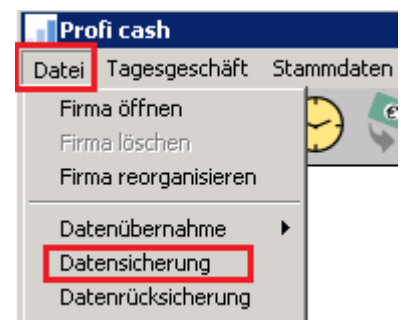 Profi cash
Datei Tagesgeschäft Stammdaten
Firma öffnen
Firma löschen
Firma reorganisieren
Datenübernahme
Datensicherung
Datenrücksicherung